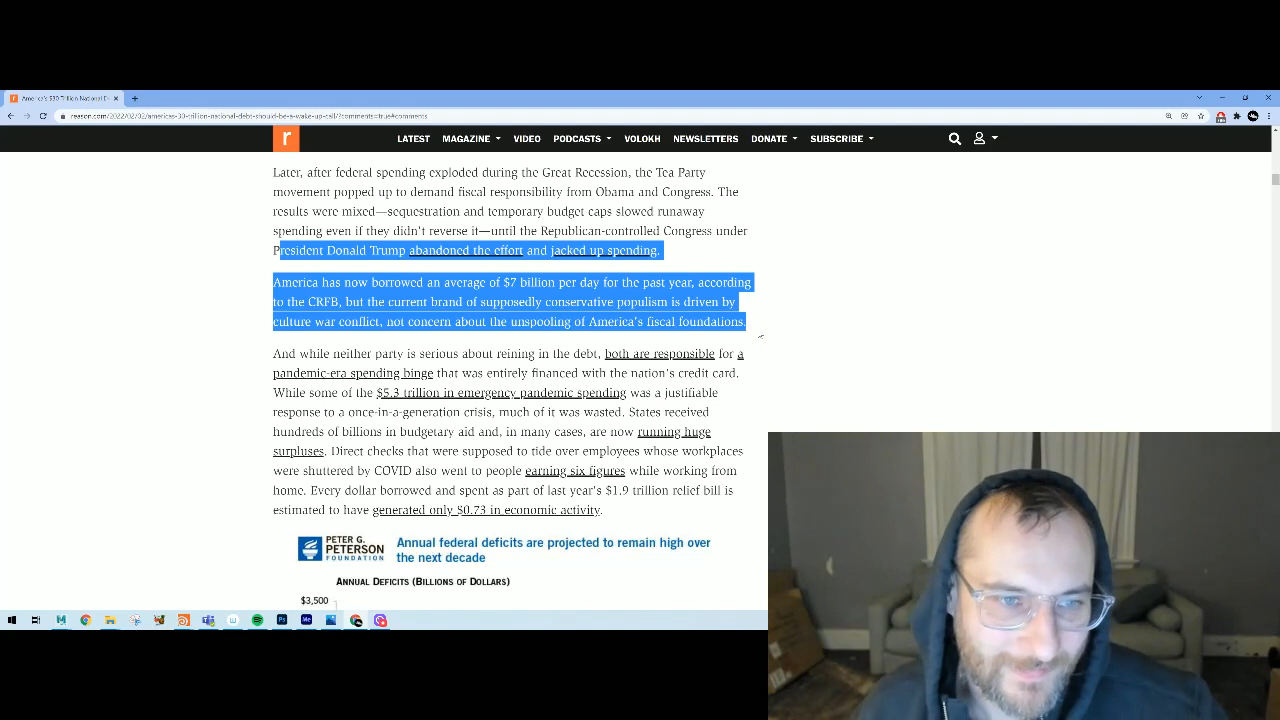 America's $30 Trillion National D
reason.com/2022/02/02/americas-30-trillion-national-debt-should-be-a-wake-up-call/?comments=true#comments
r LATEST MAGAZINE VIDEO PODCASTS VOLOKH NEWSLETTERS DONATE SUBSCRIBE
Later, after federal spending exploded during the Great Recession, the Tea Party
movement popped up to demand fiscal responsibility from Obama and Congress. The
results were mixed—sequestration and temporary budget caps slowed runaway
spending even if they didn't reverse it—until the Republican-controlled Congress under
President Donald Trump abandoned the effort and jacked up spending.
America has now borrowed an average of $7 billion per day for the past year, according
to the CRFB, but the current brand of supposedly conservative populism is driven by
culture war conflict, not concern about the unspooling of America's fiscal foundations.
And while neither party is serious about reining in the debt, both are responsible for a
pandemic-era spending binge that was entirely financed with the nation's credit card.
While some of the $5.3 trillion in emergency pandemic spending was a justifiable
response to a once-in-a-generation crisis, much of it was wasted. States received
hundreds of billions in budgetary aid and, in many cases, are now running huge
surpluses. Direct checks that were supposed to tide over employees whose workplaces
were shuttered by COVID also went to people earning six figures while working from
home. Every dollar borrowed and spent as part of last year's $1.9 trillion relief bill is
estimated to have generated only $0.73 in economic activity.
PETER G.
PETERSON
FOUNDATION
Annual federal deficits are projected to remain high over
the next decade
ANNUAL DEFICITS (BILLIONS OF DOLLARS)
$3,500